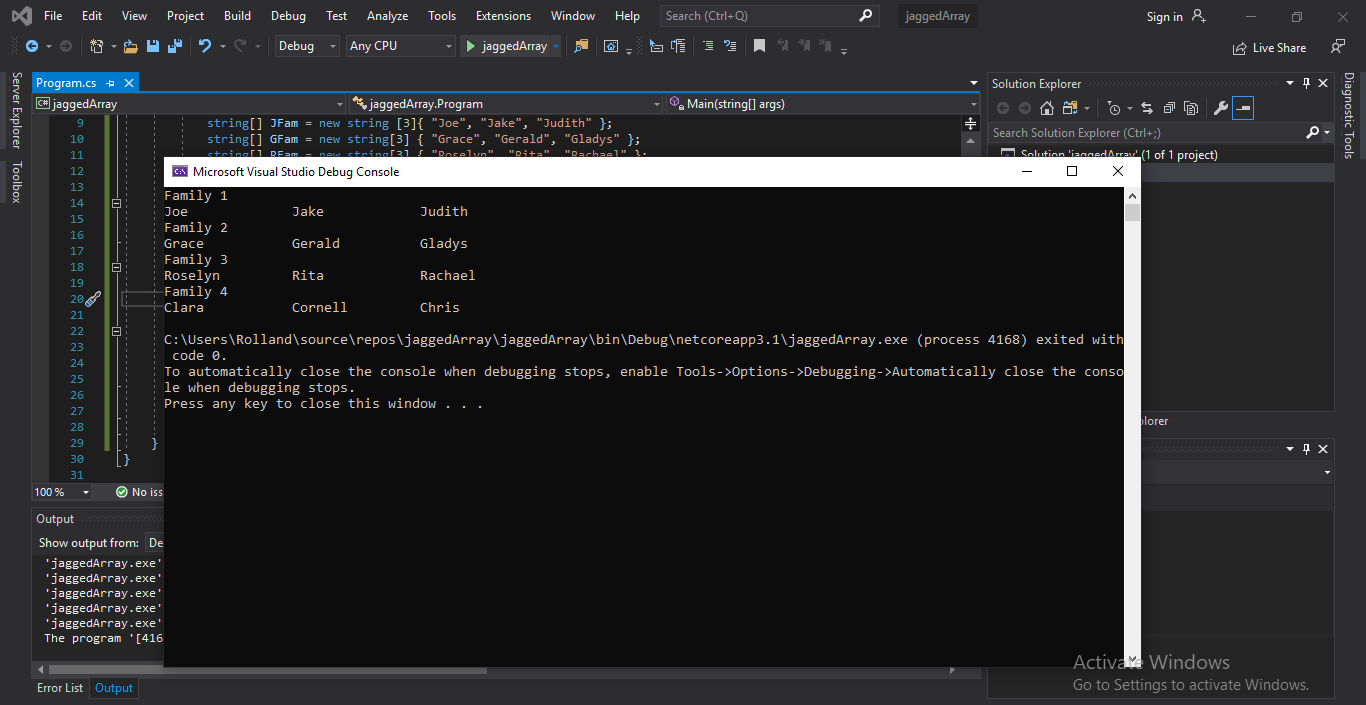 File Edit View Project Build Debug Test Analyze Tools Extensions Window Help Search (Ctrl+Q) jaggedArray Sign in
Debug Any CPU jaggedArray Live Share
Server Explorer
Toolbox
Program.cs
jaggedArray jaggedArray.Program Main(string[] args)
9 string[] JFam = new string [3]{ "Joe", "Jake", "Judith" };
10 string[] GFam = new string[3] { "Grace", "Gerald", "Gladys" };
11 string[] RFam = new string[3] { "Roselyn", "Rita", "Rachael" };
12
13
14
15
16
17
18
19
20
21
22
23
24
25
26
27
28
29 }
30 }
31
100 % No iss
Microsoft Visual Studio Debug Console
Family 1
Joe Jake Judith
Family 2
Grace Gerald Gladys
Family 3
Roselyn Rita Rachael
Family 4
Clara Cornell Chris
C:\Users\Rolland\source\repos\jaggedArray\jaggedArray\bin\Debug\netcoreapp3.1\jaggedArray.exe (process 4168) exited with
code 0.
To automatically close the console when debugging stops, enable Tools->Options->Debugging->Automatically close the conso
le when debugging stops.
Press any key to close this window . . .
Output
Show output from: De
'jaggedArray.exe'
'jaggedArray.exe'
'jaggedArray.exe'
'jaggedArray.exe'
'jaggedArray.exe'
The program '[416
Error List Output
Solution Explorer
Search Solution Explorer (Ctrl+;)
Solution 'jaggedArray' (1 of 1 project)
plorer
Diagnostic Tools
Activate Windows
Go to Settings to activate Windows.